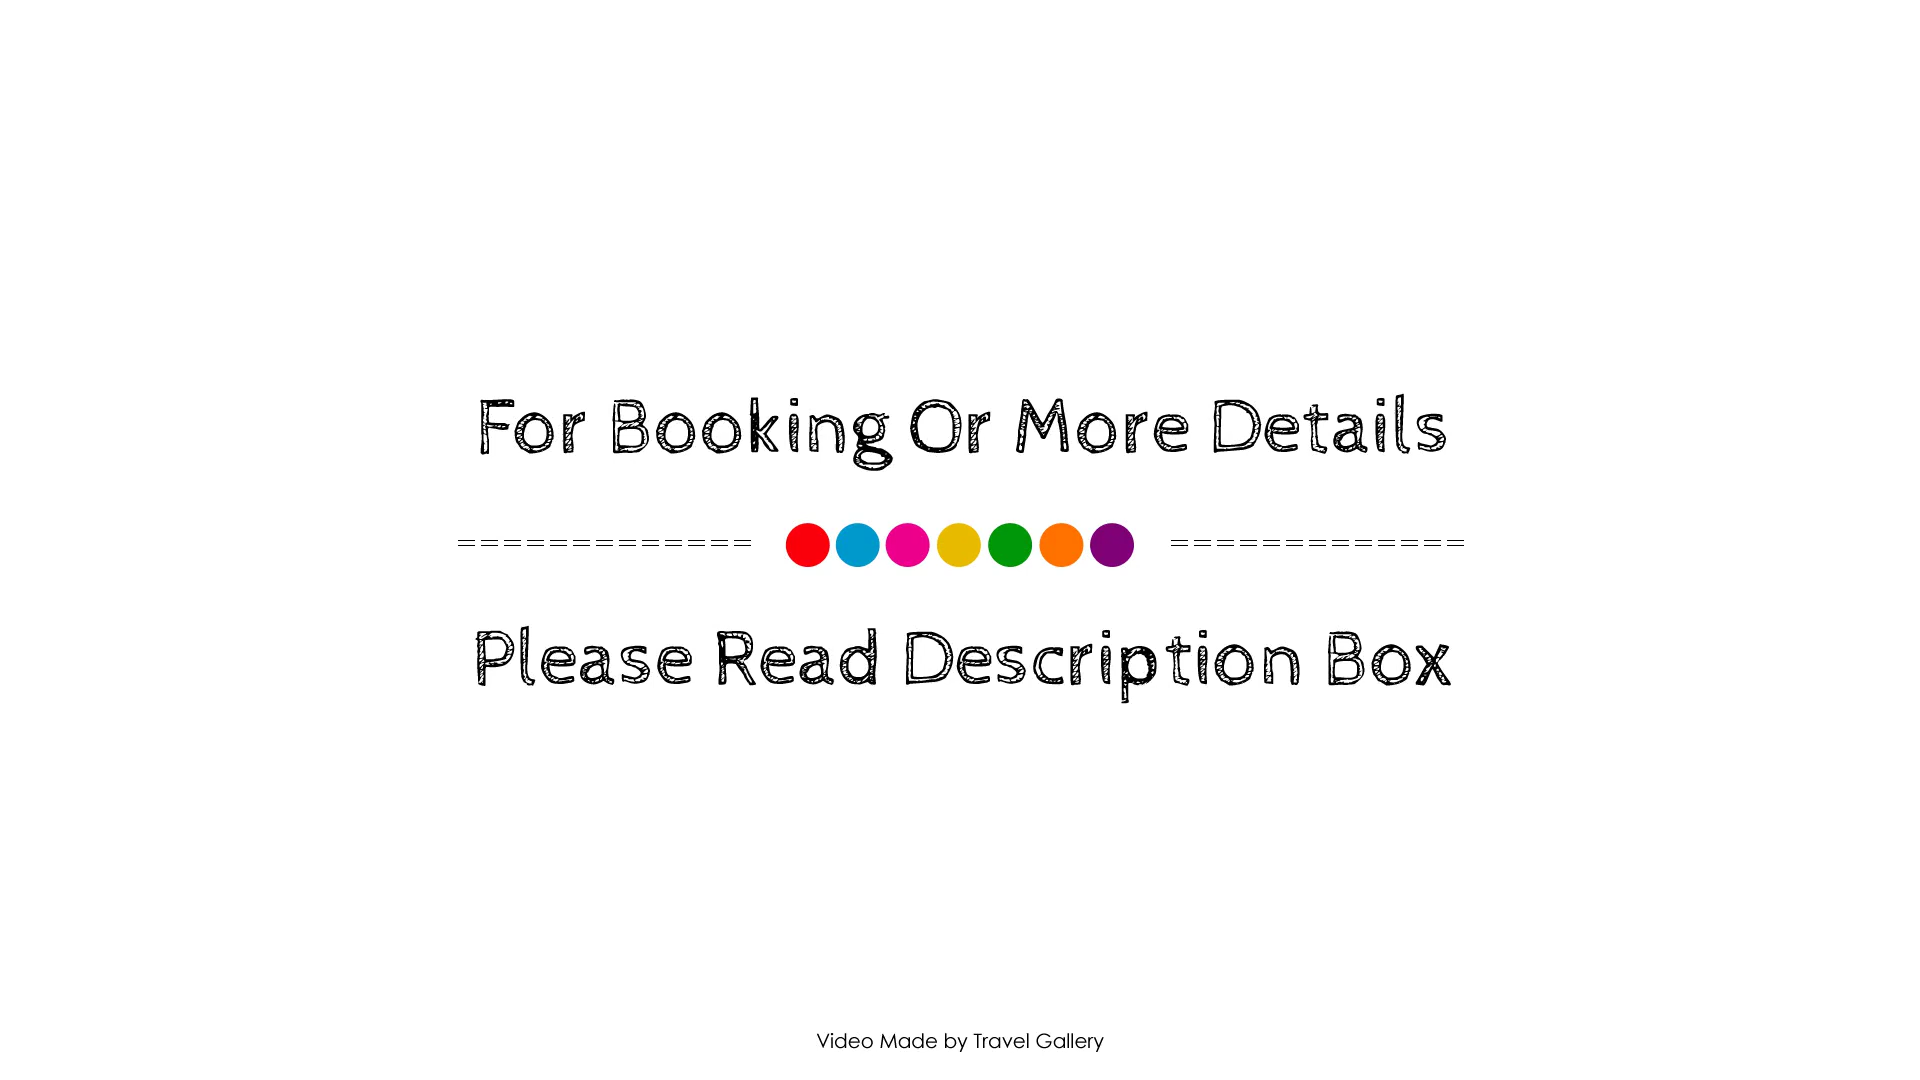 For Booking Or More Details
============= =============
Please Read Description Box
Video Made by Travel Gallery